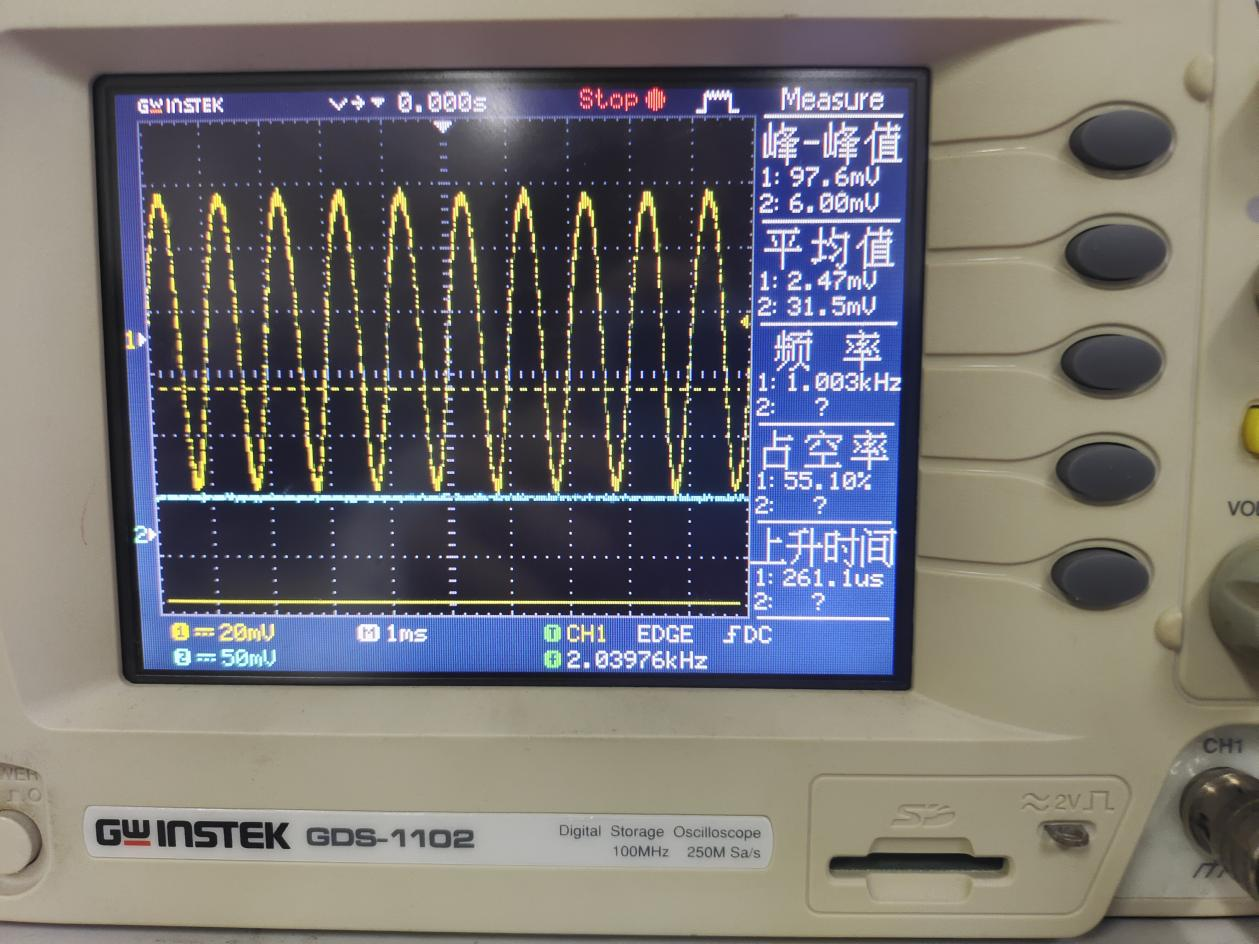 GW INSTEK
0.000s
Stop
Measure
峰-峰值
1: 97.6mV
2: 6.00mV
平均值
1: 2.47mV
2: 31.5mV
频 率
1: 1.003kHz
2: ?
占空率
1: 55.10%
2: ?
上升时间
1: 261.1us
2: ?
1
2
1 20mV M 1ms T CH1 EDGE DC
2 50mV f 2.03976kHz
GW INSTEK GDS-1102 Digital Storage Oscilloscope
100MHz 250M Sa/s
SD
2V
CH1